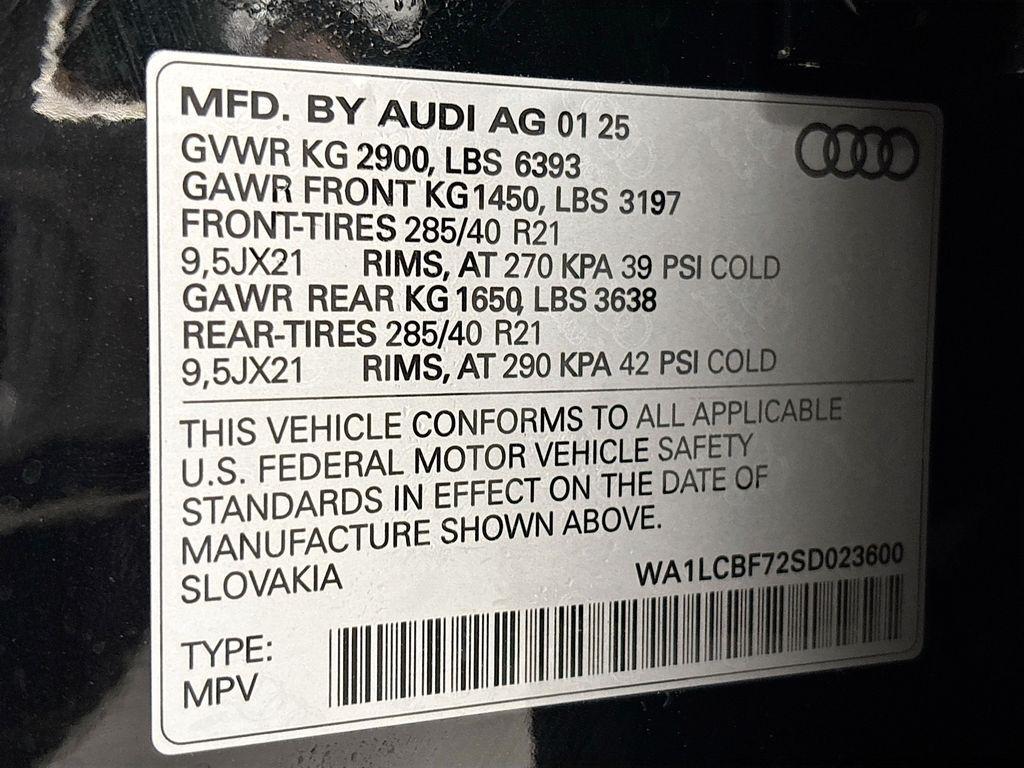 MFD. BY AUDI AG 01 25
GVWR KG 2900, LBS 6393
GAWR FRONT KG 1450, LBS 3197
FRONT-TIRES 285/40 R21
9,5JX21 RIMS, AT 270 KPA 39 PSI COLD
GAWR REAR KG 1650, LBS 3638
REAR-TIRES 285/40 R21
9,5JX21 RIMS, AT 290 KPA 42 PSI COLD
THIS VEHICLE CONFORMS TO ALL APPLICABLE
U.S. FEDERAL MOTOR VEHICLE SAFETY
STANDARDS IN EFFECT ON THE DATE OF
MANUFACTURE SHOWN ABOVE.
SLOVAKIA
WA1LCBF72SD023600
TYPE:
MPV